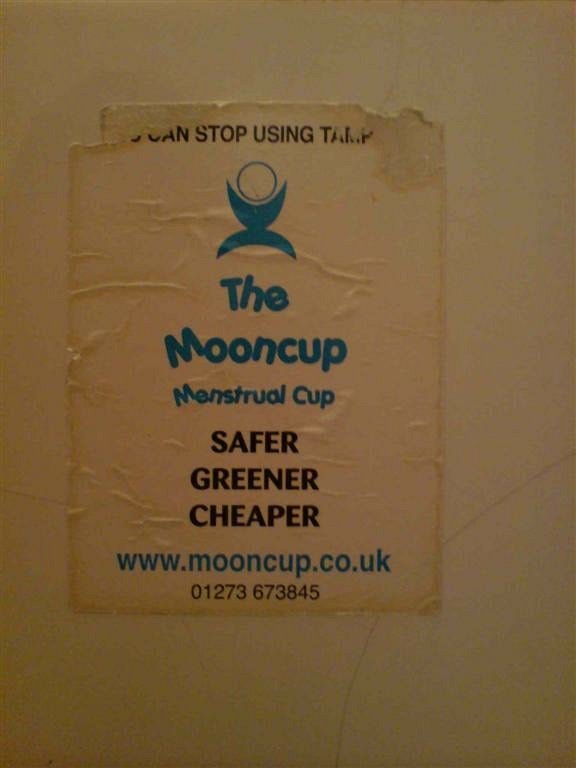 CAN STOP USING
The
Mooncup
Menstrual Cup
SAFER
GREENER
CHEAPER
www.mooncup.co.uk
01273 673845